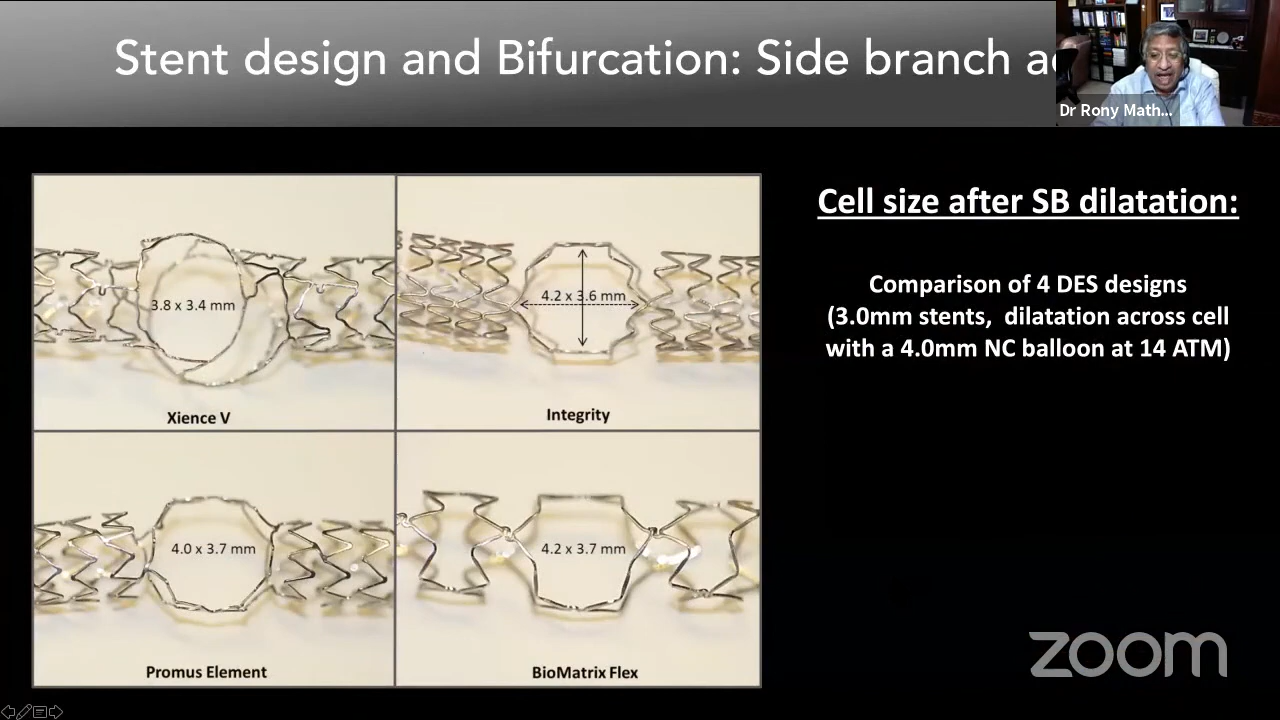 Stent design and Bifurcation: Side branch
Dr Rony Math...
Cell size after SB dilatation:
Comparison of 4 DES designs
(3.0mm stents, dilatation across cell
with a 4.0mm NC balloon at 14 ATM)
3.8 x 3.4 mm
Xience V
4.2 x 3.6 mm
Integrity
4.0 x 3.7 mm
Promus Element
4.2 x 3.7 mm
BioMatrix Flex
zoom